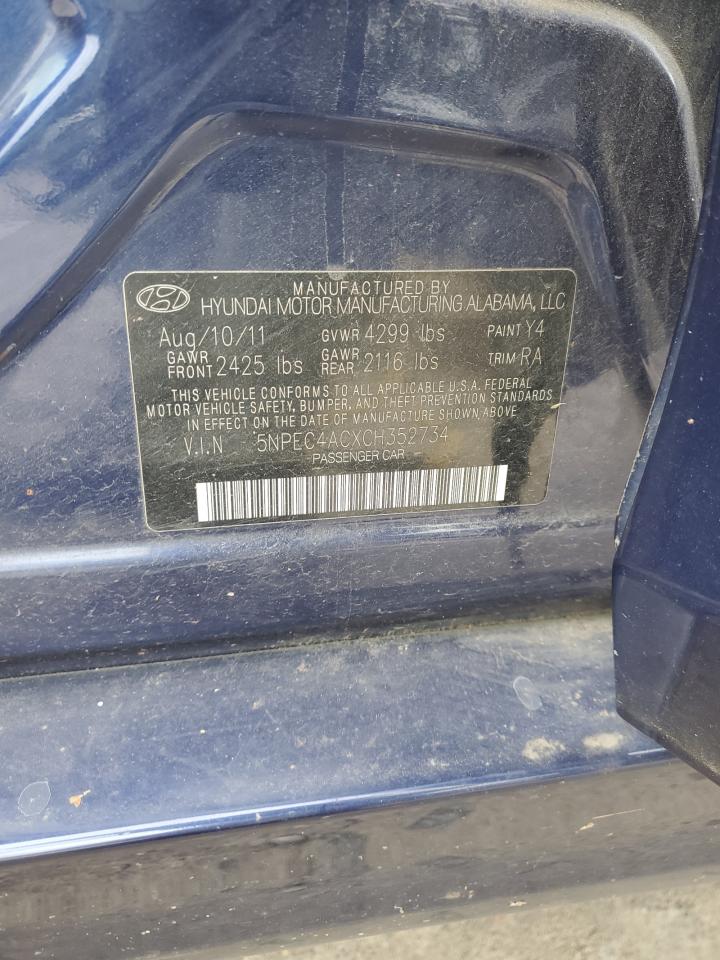 MANUFACTURED BY
HYUNDAI MOTOR MANUFACTURING ALABAMA, LLC
Aug/10/11 GVWR 4299 lbs PAINT Y4
GAWR FRONT 2425 lbs GAWR REAR 2116 lbs TRIM RA
THIS VEHICLE CONFORMS TO ALL APPLICABLE U.S.A. FEDERAL
MOTOR VEHICLE SAFETY, BUMPER, AND THEFT PREVENTION STANDARDS
IN EFFECT ON THE DATE OF MANUFACTURE SHOWN ABOVE.
V.I.N 5NPEC4ACXCH352734
PASSENGER CAR